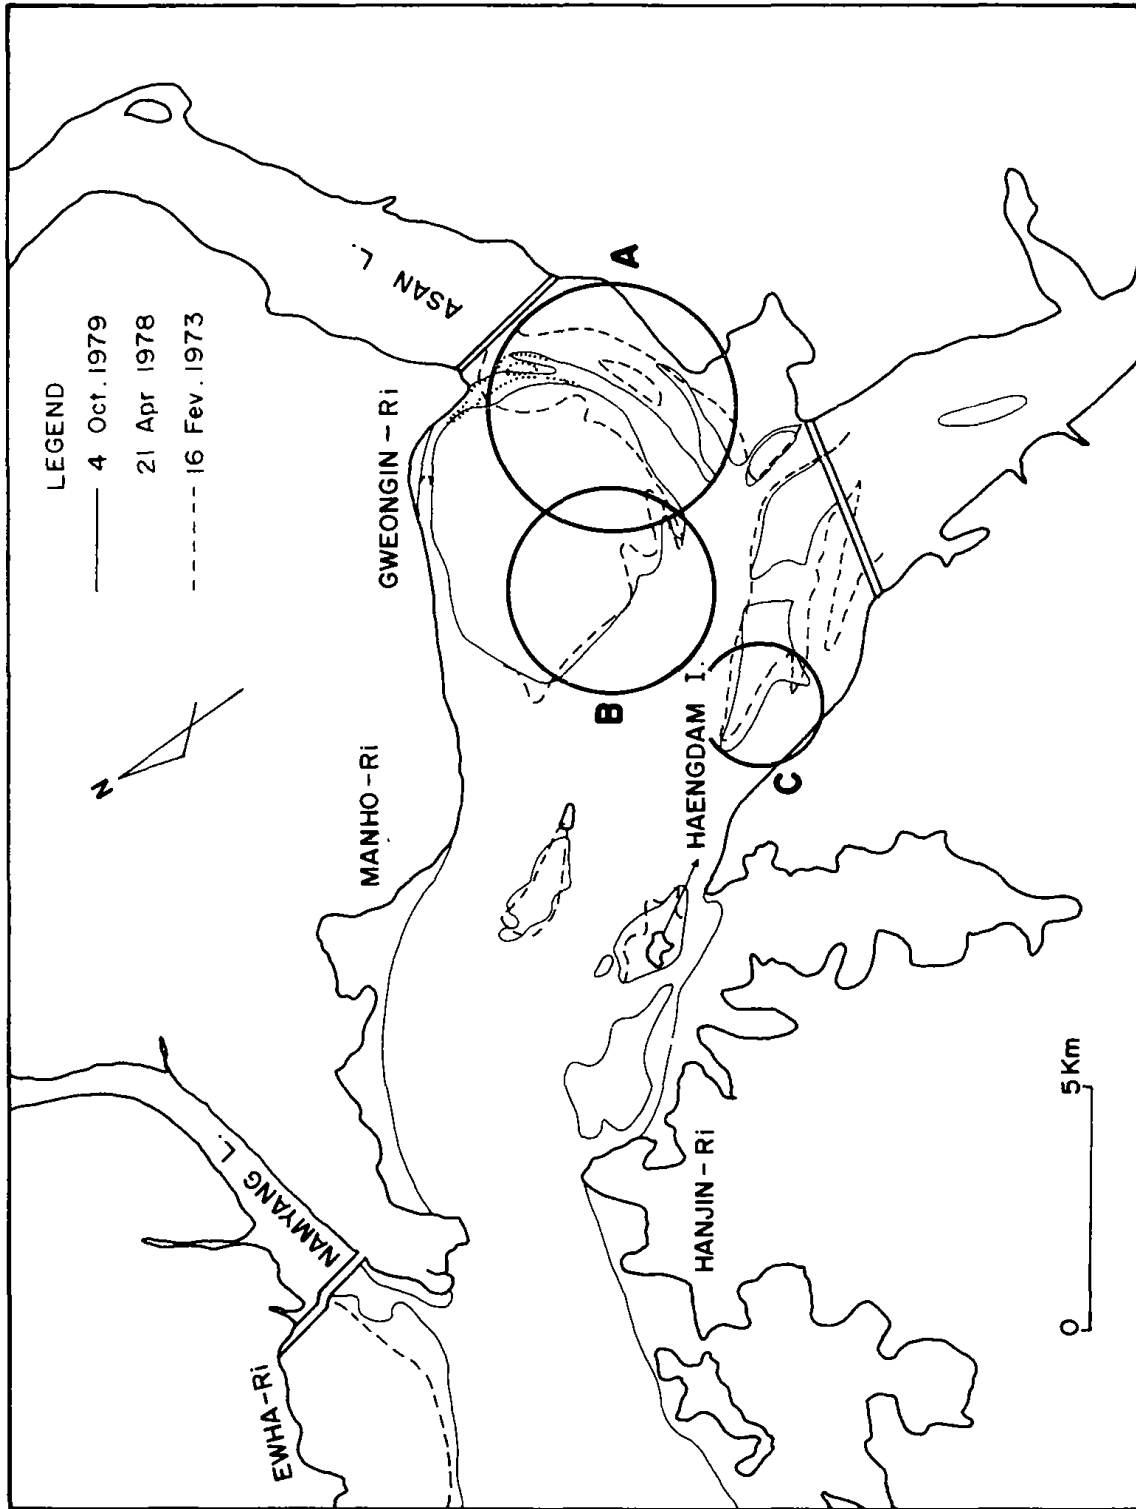 LEGEND
4 Oct. 1979
21 Apr 1978
16 Fev. 1973
N
ASAN L.
GWEONGIN-Ri
MANHO-Ri
NAMYANG L.
EWHA-Ri
A
B
HAENGDAM I.
C
HANJIN-Ri
0 5Km